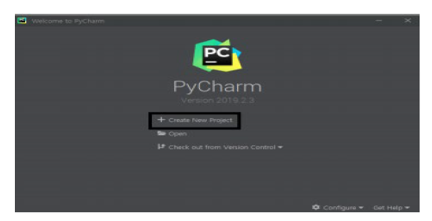 Welcome to PyCharm
PC
PyCharm
Version 2019.2.3
+ Create New Project
Open
Check out from Version Control
Configure Get Help